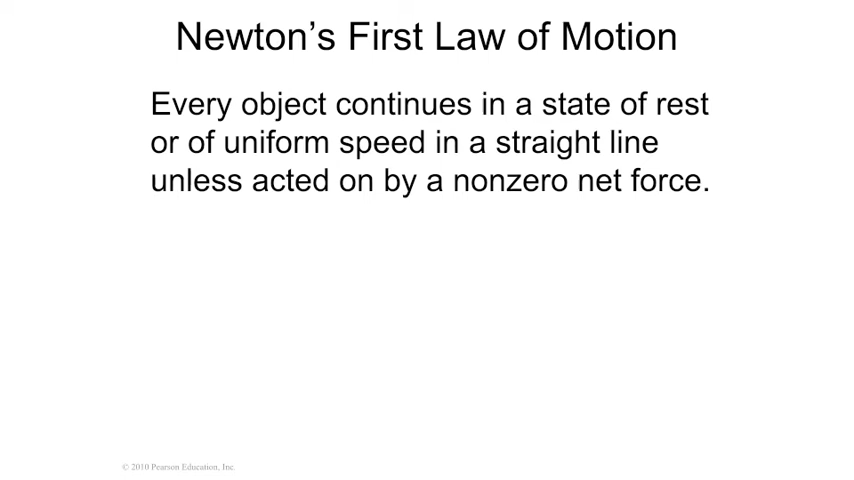 Newton’s First Law of Motion
Every object continues in a state of rest
or of uniform speed in a straight line
unless acted on by a nonzero net force.
© 2010 Pearson Education, Inc.